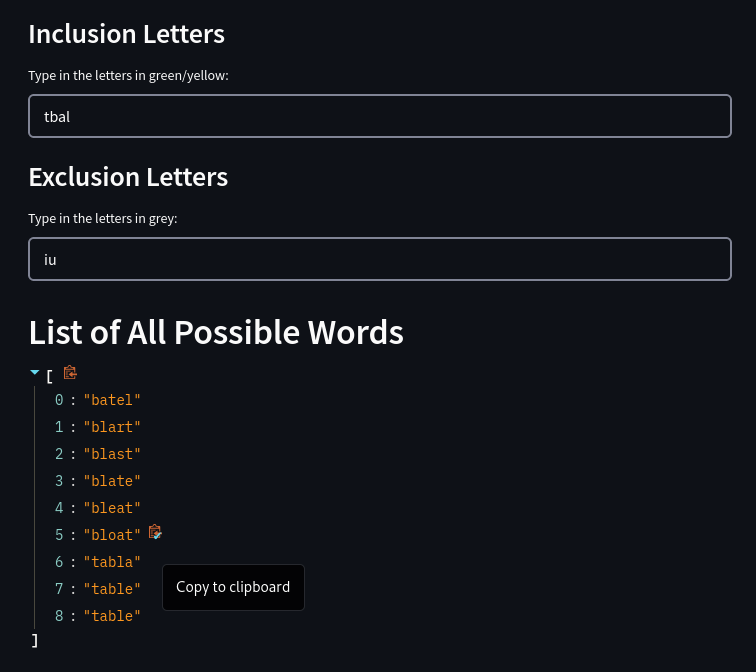 Inclusion Letters
Type in the letters in green/yellow:
tbal
Exclusion Letters
Type in the letters in grey:
iu
List of All Possible Words
[
0 : "batel"
1 : "blart"
2 : "blast"
3 : "blate"
4 : "bleat"
5 : "bloat"
6 : "tabla"
7 : "table"
Copy to clipboard
8 : "table"
]